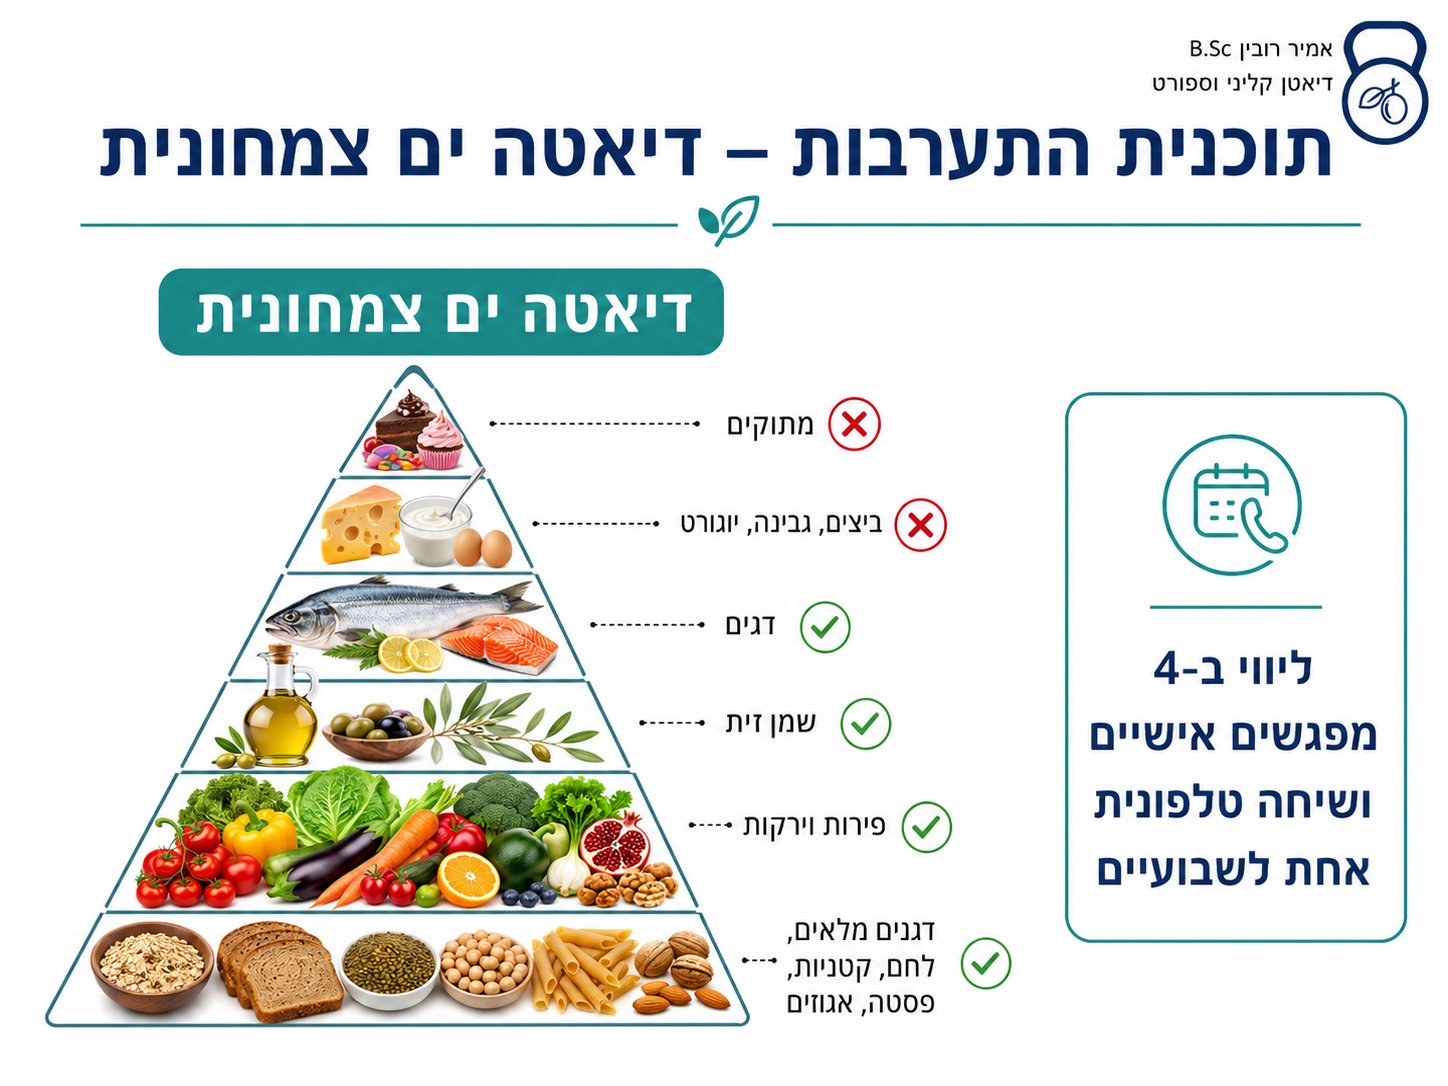 אמיר רובין B.Sc
דיאטן קליני וספורט
תוכנית התערבות – דיאטה ים צמחונית
דיאטה ים צמחונית
מתוקים
ביצים, גבינה, יוגורט
דגים
שמן זית
פירות וירקות
דגנים מלאים,
לחם, קטניות,
פסטה, אגוזים
ליווי ב-4
מפגשים אישיים
ושיחה טלפונית
אחת לשבועיים